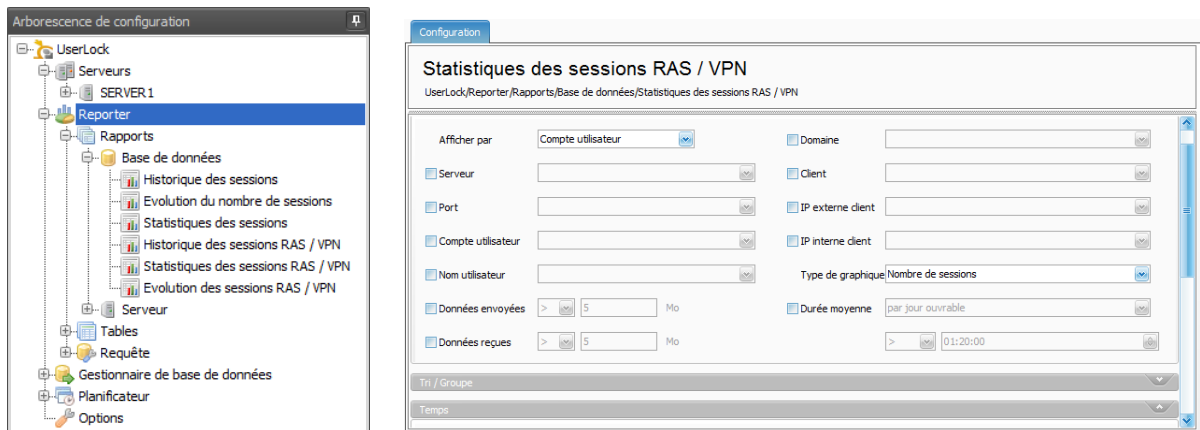 Arborescence de configuration
UserLock
Serveurs
SERVER1
Reporter
Rapports
Base de données
Historique des sessions
Evolution du nombre de sessions
Statistiques des sessions
Historique des sessions RAS / VPN
Statistiques des sessions RAS / VPN
Evolution des sessions RAS / VPN
Serveur
Tables
Requête
Gestionnaire de base de données
Planificateur
Options
Configuration
Statistiques des sessions RAS / VPN
UserLock/Reporter/Rapports/Base de données/Statistiques des sessions RAS / VPN
Afficher par Compte utilisateur Domaine
Serveur Client
Port IP externe client
Compte utilisateur IP interne client
Nom utilisateur Type de graphique Nombre de sessions
Données envoyées > 5 Mo Durée moyenne par jour ouvrable
Données reçues > 5 Mo > 01:20:00
Tri / Groupe
Temps